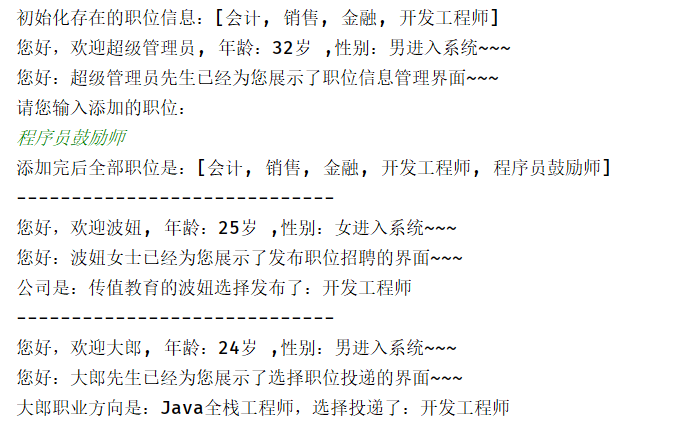 初始化存在的职位信息：[会计, 销售, 金融, 开发工程师]
您好，欢迎超级管理员, 年龄：32岁 ,性别：男进入系统~~~
您好：超级管理员先生已经为您展示了职位信息管理界面~~~
请您输入添加的职位：
程序员鼓励师
添加完后全部职位是：[会计, 销售, 金融, 开发工程师, 程序员鼓励师]
-----------------------------
您好，欢迎波妞, 年龄：25岁 ,性别：女进入系统~~~
您好：波妞女士已经为您展示了发布职位招聘的界面~~~
公司是：传值教育的波妞选择发布了：开发工程师
-----------------------------
您好，欢迎大郎, 年龄：24岁 ,性别：男进入系统~~~
您好：大郎先生已经为您展示了选择职位投递的界面~~~
大郎职业方向是：Java全栈工程师，选择投递了：开发工程师